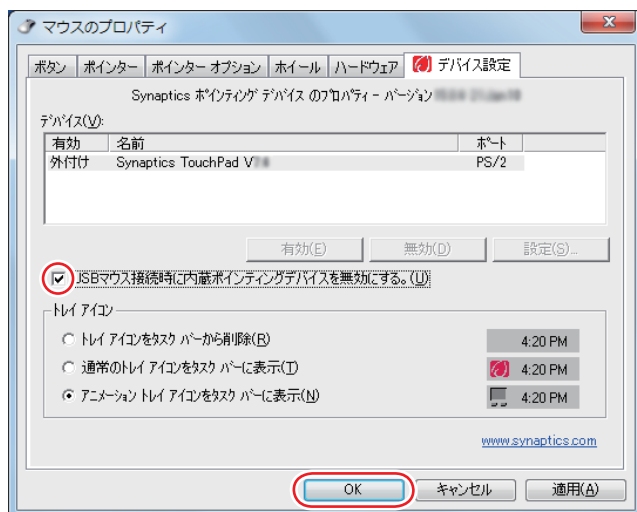 マウスのプロパティ
ボタン ポインター ポインター オプション ホイール ハードウェア デバイス設定
Synaptics ポインティング デバイス のプロパティ - バージョン
デバイス(V):
有効 名前 ポート
外付け Synaptics TouchPad V PS/2
有効(E) 無効(D) 設定(S)...
USBマウス接続時に内蔵ポインティングデバイスを無効にする。(U)
トレイ アイコン
トレイ アイコンをタスク バーから削除(R) 4:20 PM
通常のトレイ アイコンをタスク バーに表示(T) 4:20 PM
アニメーション トレイ アイコンをタスク バーに表示(N) 4:20 PM
www.synaptics.com
OK キャンセル 適用(A)